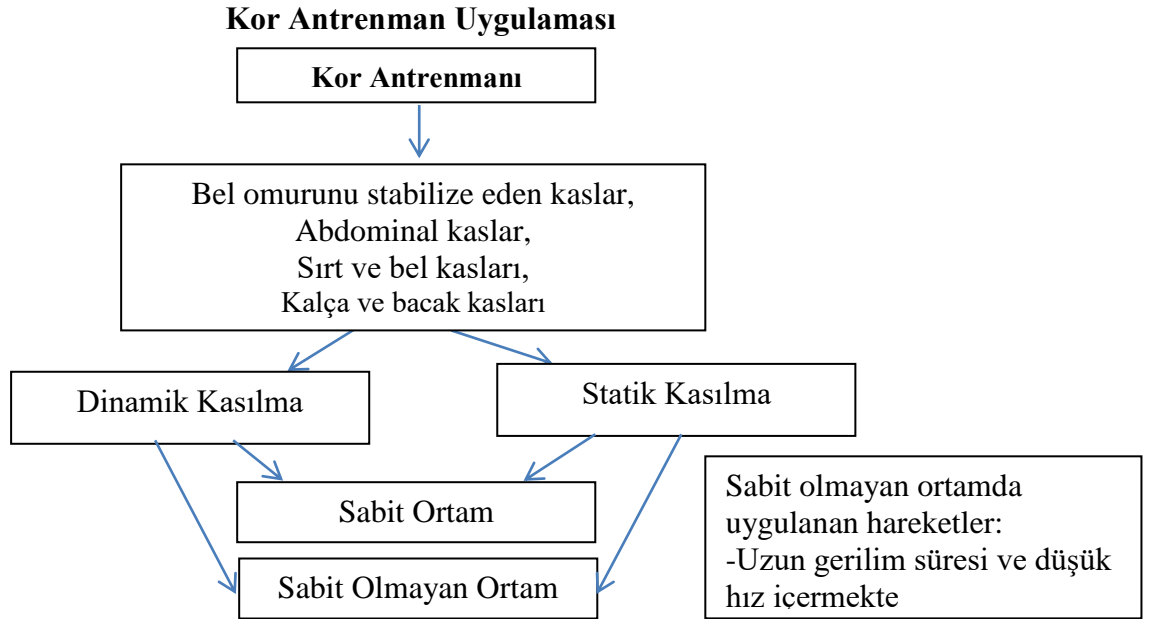 Kor Antrenman Uygulaması
Kor Antrenmanı
Bel omurunu stabilize eden kaslar,
Abdominal kaslar,
Sırt ve bel kasları,
Kalça ve bacak kasları
Dinamik Kasılma
Statik Kasılma
Sabit Ortam
Sabit Olmayan Ortam
Sabit olmayan ortamda
uygulanan hareketler:
-Uzun gerilim süresi ve düşük
hız içermekte